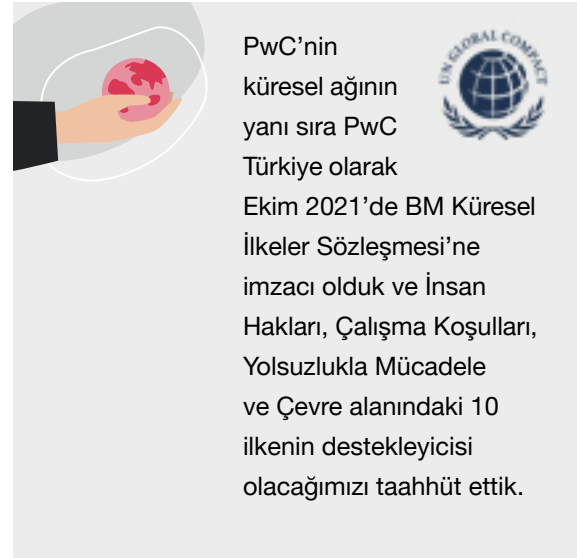 PwC’nin
küresel ağının
yanı sıra PwC
Türkiye olarak
Ekim 2021’de BM Küresel
İlkeler Sözleşmesi’ne
imzacı olduk ve İnsan
Hakları, Çalışma Koşulları,
Yolsuzlukla Mücadele
ve Çevre alanındaki 10
ilkenin destekleyicisi
olacağımızı taahhüt ettik.
UN GLOBAL COMPACT